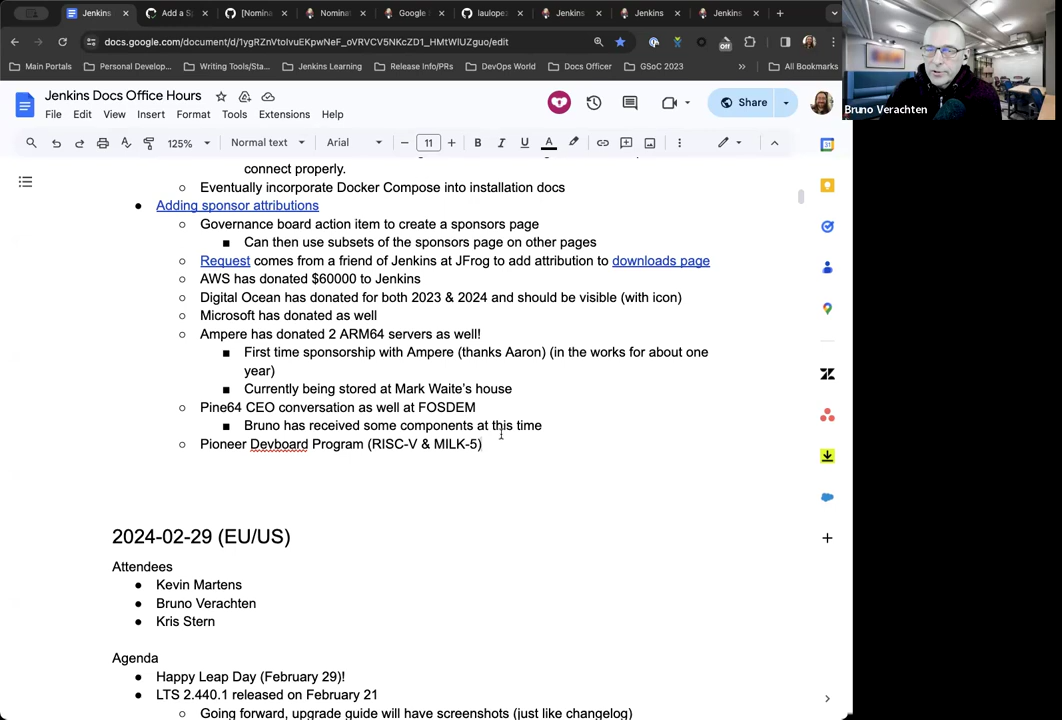 Jenkins
Add a S
[Nomina
Nominat
Google
laulopez
Jenkins
Jenkins
Jenkins
docs.google.com/document/d/1ygRZnVtoIvuEKpwNeF_oVRVCV5NKcZD1_HMtWlUZguo/edit
Off
Main Portals
Personal Develop...
Writing Tools/Sta...
Jenkins Learning
Release Info/PRs
DevOps World
Docs Officer
GSoC 2023
»
All Bookmarks
Bruno Verachten
Jenkins Docs Office Hours
File Edit View Insert Format Tools Extensions Help
Share
125% Normal text Arial 11 B I U A
connect properly.
Eventually incorporate Docker Compose into installation docs
Adding sponsor attributions
Governance board action item to create a sponsors page
Can then use subsets of the sponsors page on other pages
Request comes from a friend of Jenkins at JFrog to add attribution to downloads page
AWS has donated $60000 to Jenkins
Digital Ocean has donated for both 2023 & 2024 and should be visible (with icon)
Microsoft has donated as well
Ampere has donated 2 ARM64 servers as well!
First time sponsorship with Ampere (thanks Aaron) (in the works for about one
year)
Currently being stored at Mark Waite's house
Pine64 CEO conversation as well at FOSDEM
Bruno has received some components at this time
Pioneer Devboard Program (RISC-V & MILK-5)
2024-02-29 (EU/US)
Attendees
Kevin Martens
Bruno Verachten
Kris Stern
Agenda
Happy Leap Day (February 29)!
LTS 2.440.1 released on February 21
Going forward, upgrade guide will have screenshots (just like changelog)